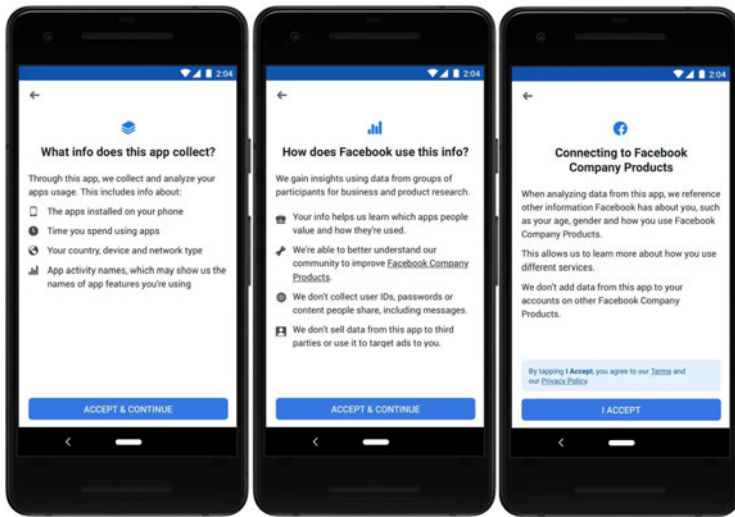 2:04
What info does this app collect?
Through this app, we collect and analyze your
apps usage. This includes info about:
The apps installed on your phone
Time you spend using apps
Your country, device and network type
App activity names, which may show us the
names of app features you're using
ACCEPT & CONTINUE
2:04
How does Facebook use this info?
We gain insights using data from groups of
participants for business and product research.
Your info helps us learn which apps people
value and how they're used.
We're able to better understand our
community to improve Facebook Company
Products.
We don't collect user IDs, passwords or
content people share, including messages.
We don't sell data from this app to third
parties or use it to target ads to you.
ACCEPT & CONTINUE
2:04
Connecting to Facebook
Company Products
When analyzing data from this app, we reference
other information Facebook has about you, such
as your age, gender and how you use Facebook
Company Products.
This allows us to learn more about how you use
different services.
We don't add data from this app to your
accounts on other Facebook Company
Products.
By tapping I Accept, you agree to our Terms and
our Privacy Policy.
I ACCEPT